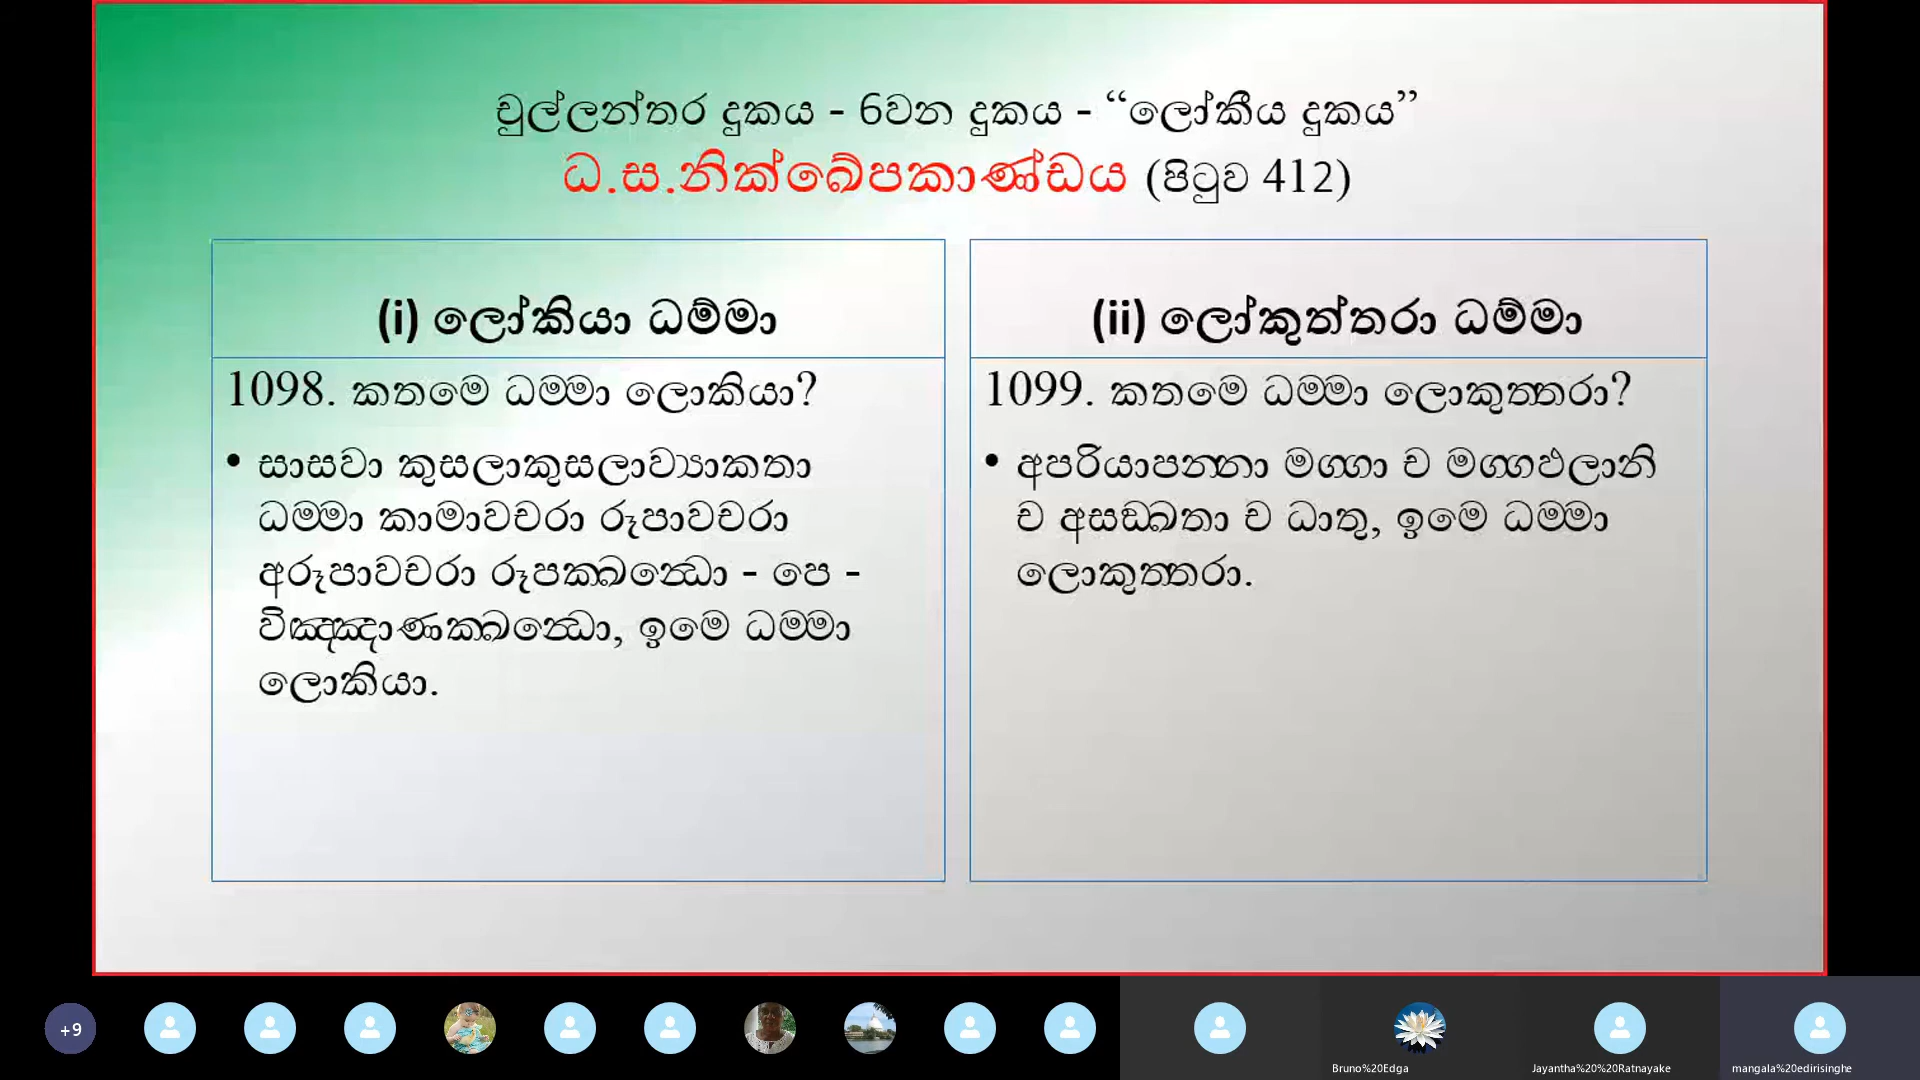 චුල්ලන්තර දුකය - 6වන දුකය - “ලෝකීය දුකය”
ධ.ස.නික්ඛේපකාණ්ඩය (පිටුව 412)
(i) ලෝකියා ධම්මා
1098. කතමෙ ධම්මා ලොකියා?
• සාසවා කුසලාකුසලාව්‍යාකතා
ධම්මා කාමාවචරා රූපාවචරා
අරූපාවචරා රූපක්ඛන්ධො - පෙ -
විඤ්ඤාණක්ඛන්ධො, ඉමෙ ධම්මා
ලොකියා.
(ii) ලෝකුත්තරා ධම්මා
1099. කතමෙ ධම්මා ලොකුත්තරා?
• අපරියාපන්නා මග්ගා ච මග්ගඵලානි
ච අසඞ්ඛතා ච ධාතු, ඉමෙ ධම්මා
ලොකුත්තරා.
+9
Bruno%20Edga
Jayantha%20%20Ratnayake
mangala%20edirisinghe